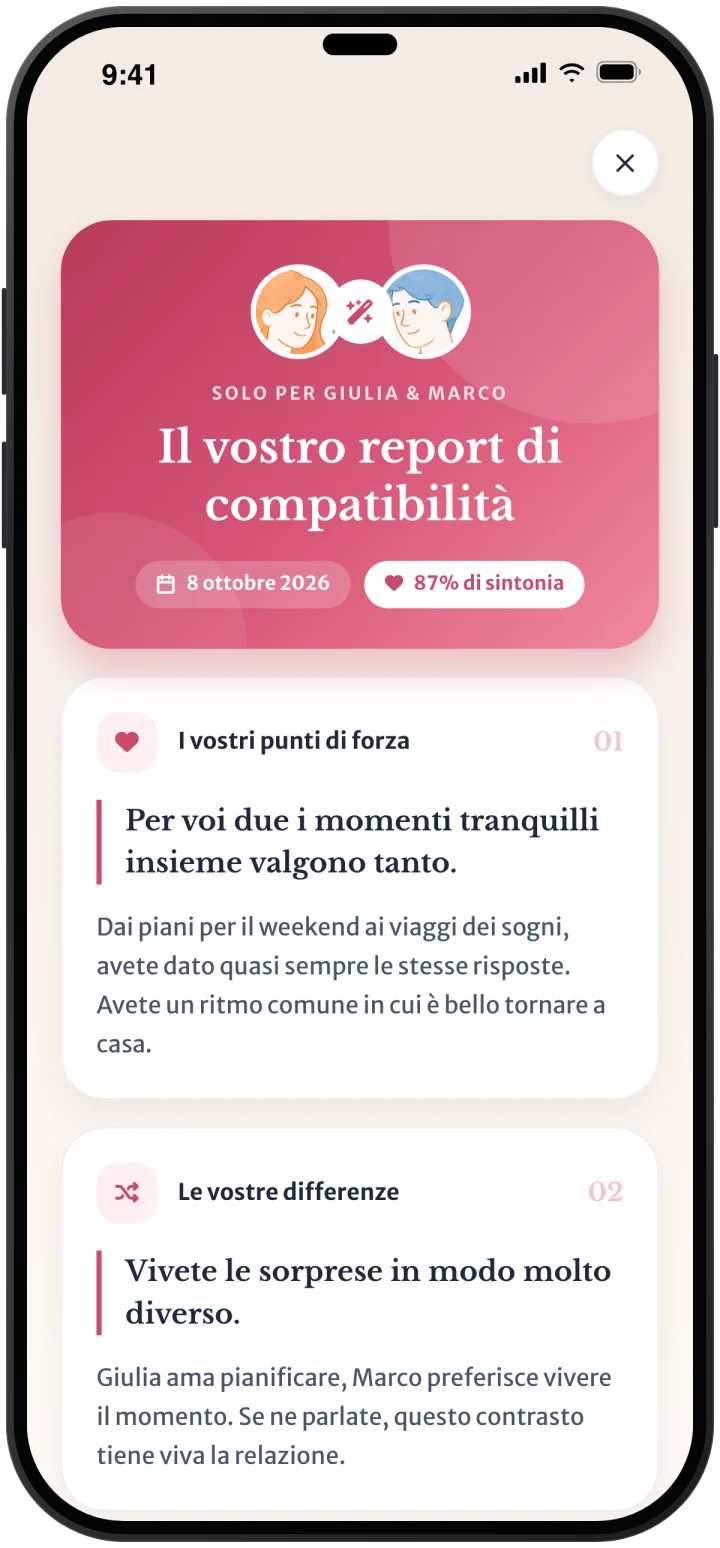 9:41
SOLO PER GIULIA & MARCO
Il vostro report di
compatibilità
8 ottobre 2026
87% di sintonia
I vostri punti di forza
01
Per voi due i momenti tranquilli
insieme valgono tanto.
Dai piani per il weekend ai viaggi dei sogni,
avete dato quasi sempre le stesse risposte.
Avete un ritmo comune in cui è bello tornare a
casa.
Le vostre differenze
02
Vivete le sorprese in modo molto
diverso.
Giulia ama pianificare, Marco preferisce vivere
il momento. Se ne parlate, questo contrasto
tiene viva la relazione.